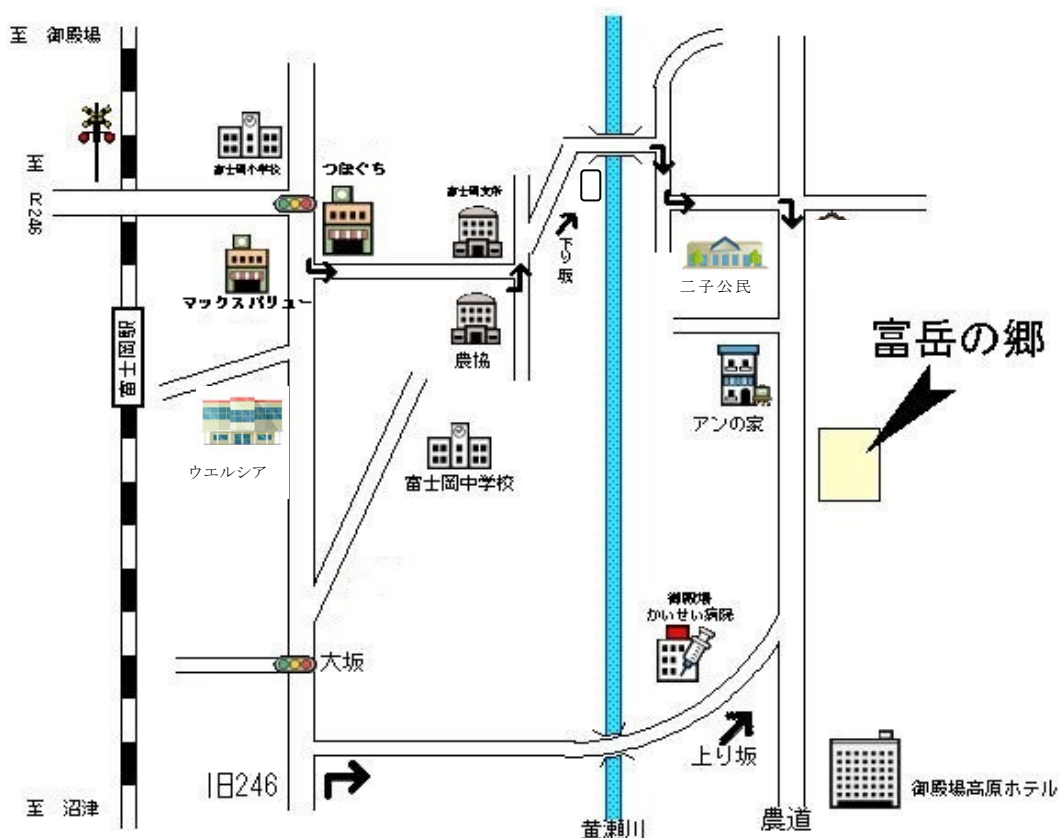 至 御殿場
富士岡小学校
至
R246
つぼぐち
富士岡支所
下り坂
マックスバリュー
二子公民
富士岡駅
農協
富岳の郷
アンの家
ウエルシア
富士岡中学校
御殿場
かいせい病院
大坂
上り坂
旧246
御殿場高原ホテル
至 沼津
黄瀬川
農道